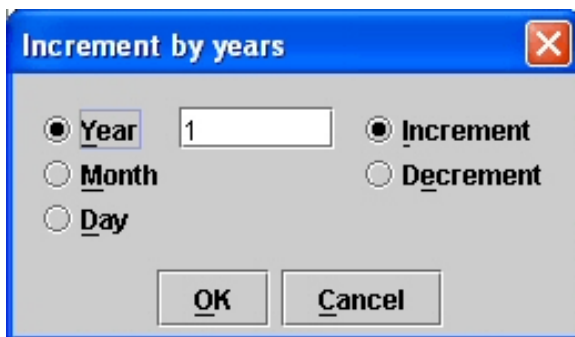 Increment by years
Year 1 Increment
Month Decrement
Day
OK Cancel